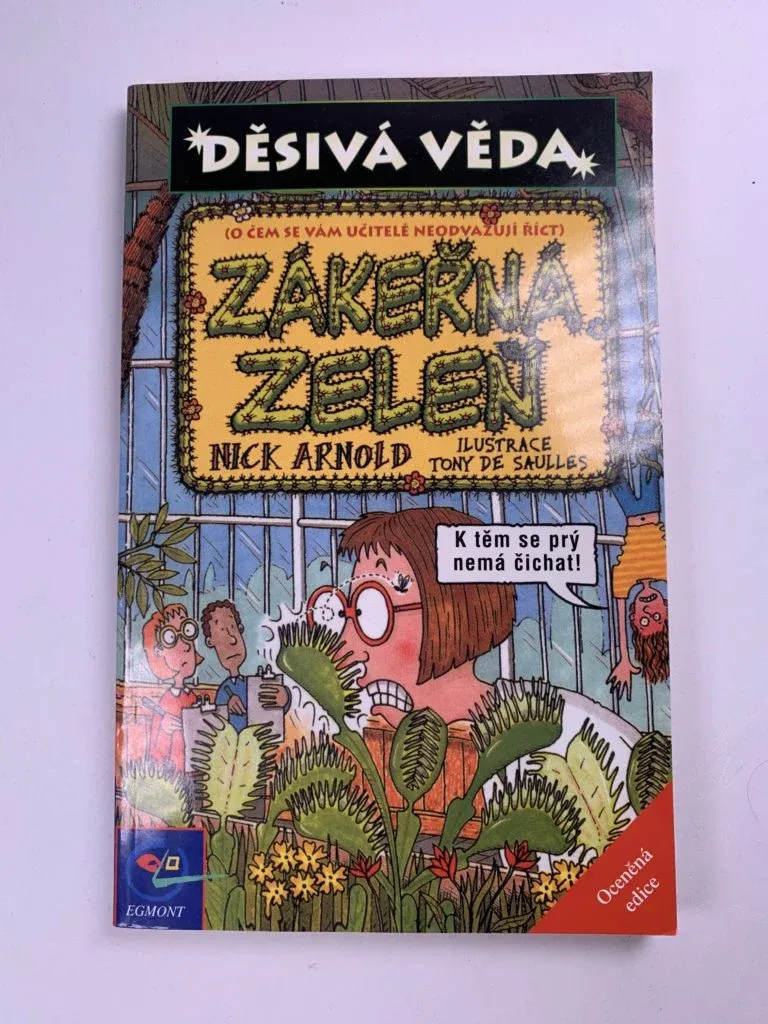 DĚSIVÁ VĚDA
(O ČEM SE VÁM UČITELÉ NEODVAŽUJÍ ŘÍCT)
ZÁKEŘNÁ
ZELEŇ
NICK ARNOLD
ILUSTRACE
TONY DE SAULLES
K těm se prý
nemá čichat!
EGMONT
Oceněná
edice